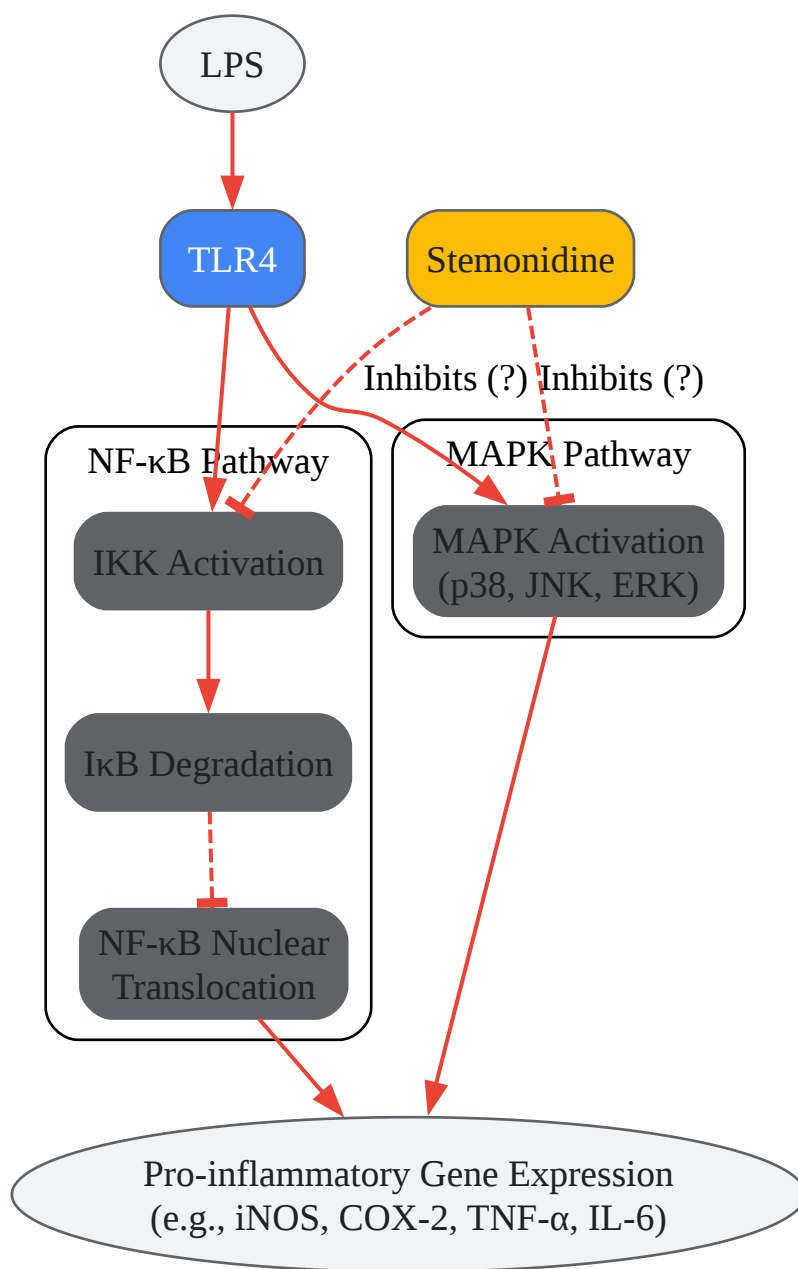 LPS
TLR4
Stemonidine
Inhibits (?)
Inhibits (?)
NF-κB Pathway
MAPK Pathway
IKK Activation
MAPK Activation
(p38, JNK, ERK)
IκB Degradation
NF-κB Nuclear
Translocation
Pro-inflammatory Gene Expression
(e.g., iNOS, COX-2, TNF-α, IL-6)